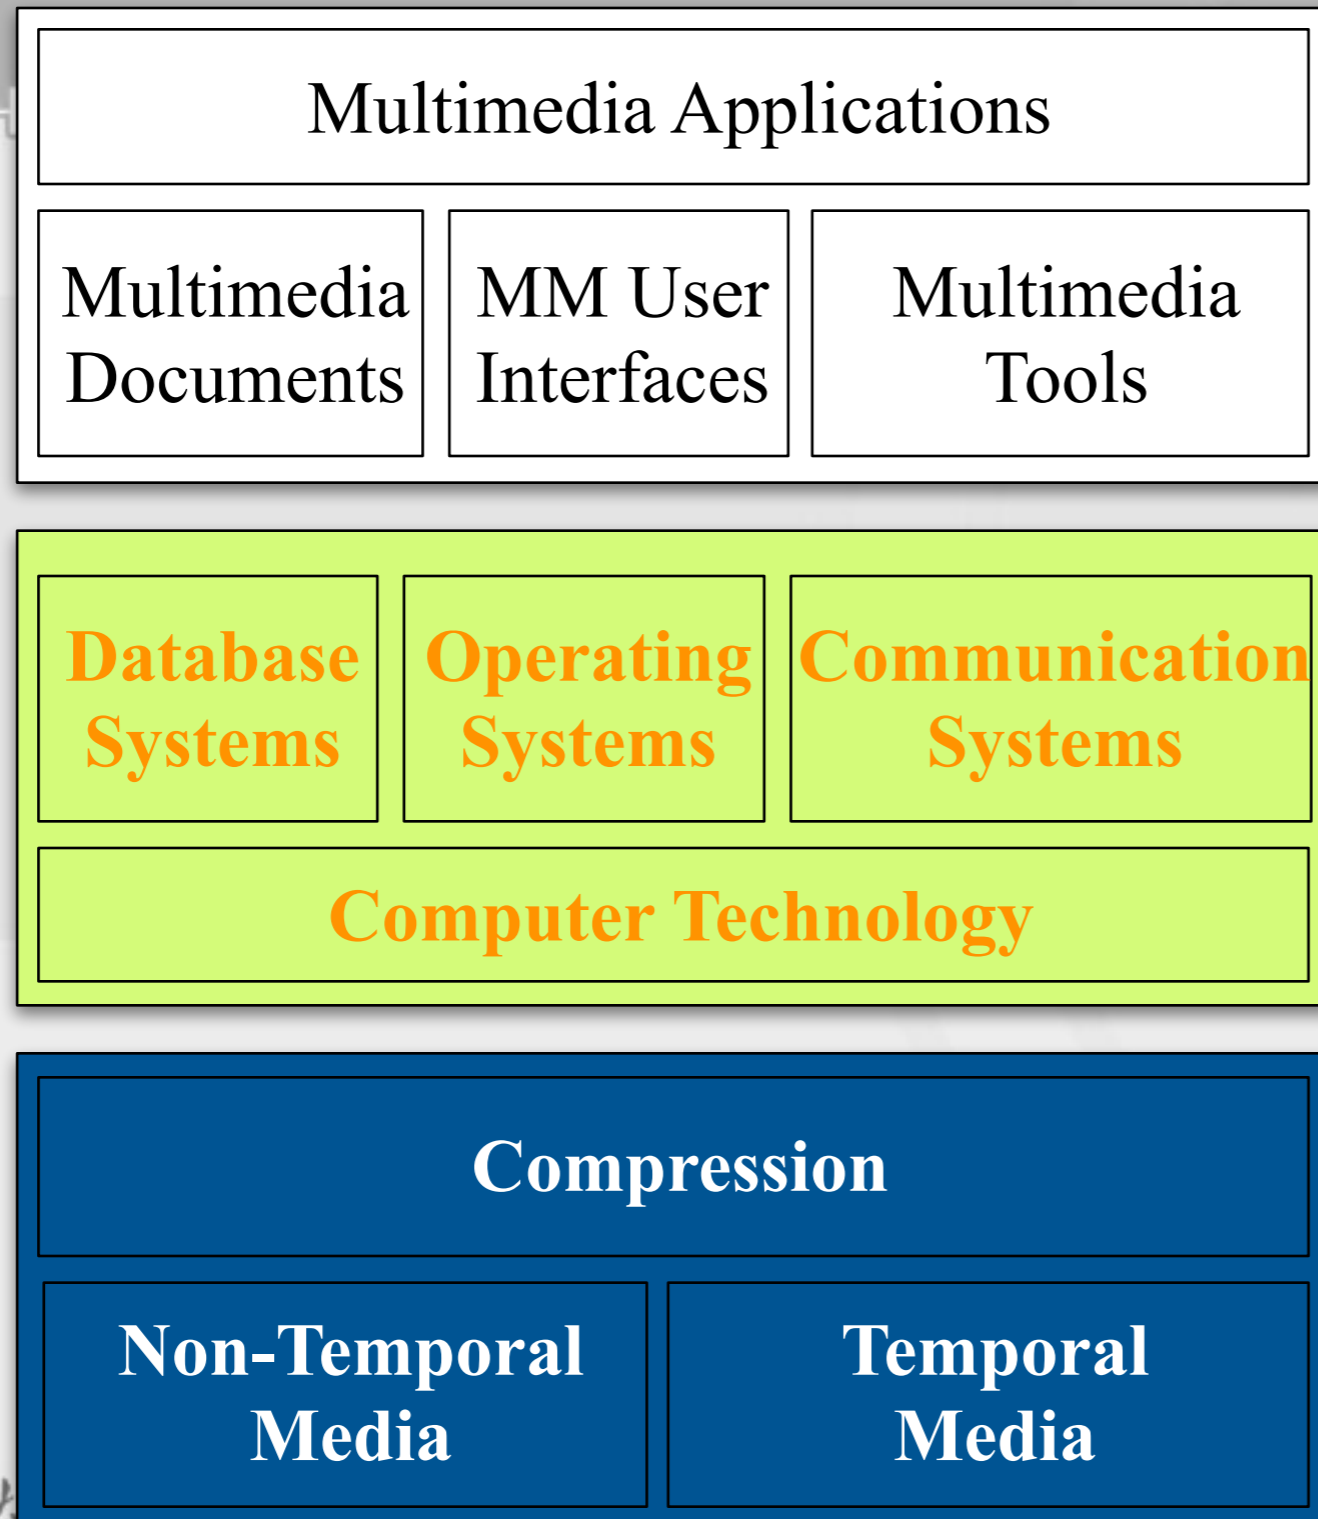 Multimedia Applications
Multimedia
Documents
MM User
Interfaces
Multimedia
Tools
Database
Systems
Operating
Systems
Communication
Systems
Computer Technology
Compression
Non-Temporal
Media
Temporal
Media